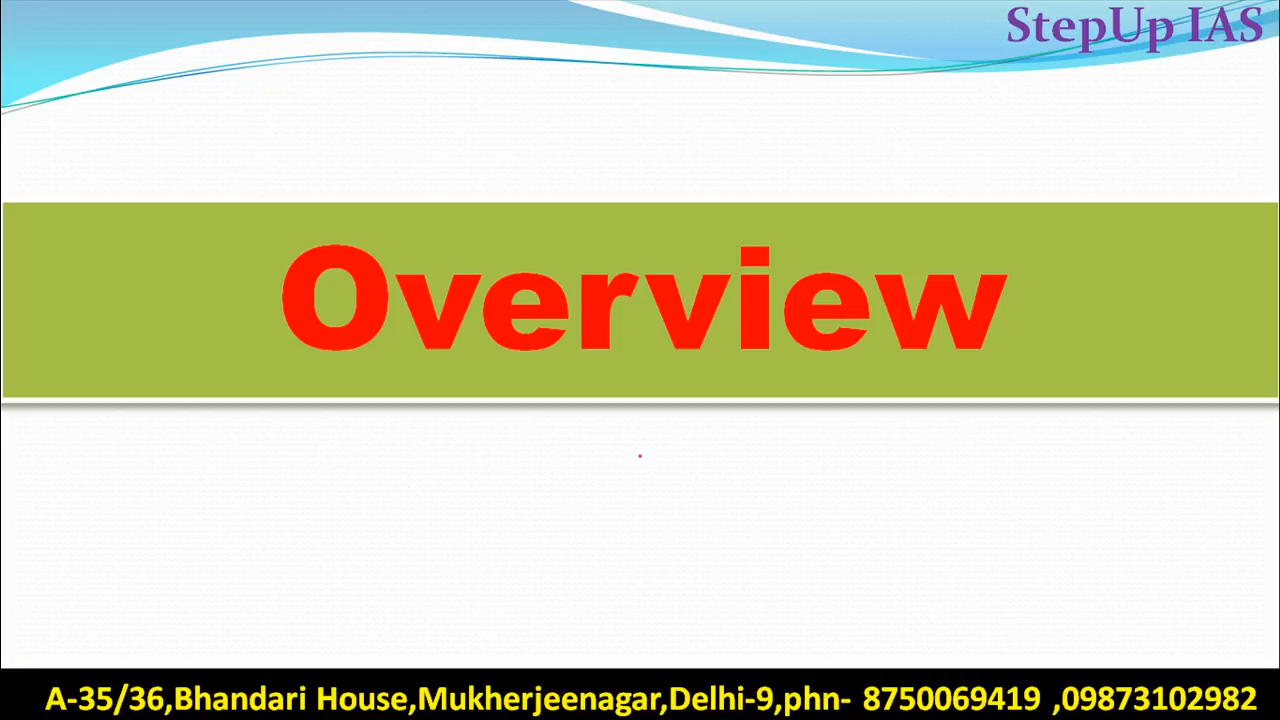 StepUp IAS
Overview
A-35/36,Bhandari House,Mukherjeenagar,Delhi-9,phn- 8750069419 ,09873102982